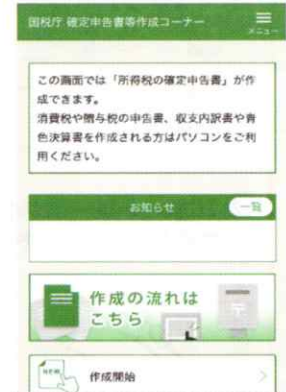 国税庁 確定申告書等作成コーナー
メニュー
この画面では「所得税の確定申告書」が作
成できます。
消費税や贈与税の申告書、収支内訳書や青
色決算書を作成される方はパソコンをご利
用ください。
お知らせ
一覧
作成の流れは
こちら
NEW
作成開始